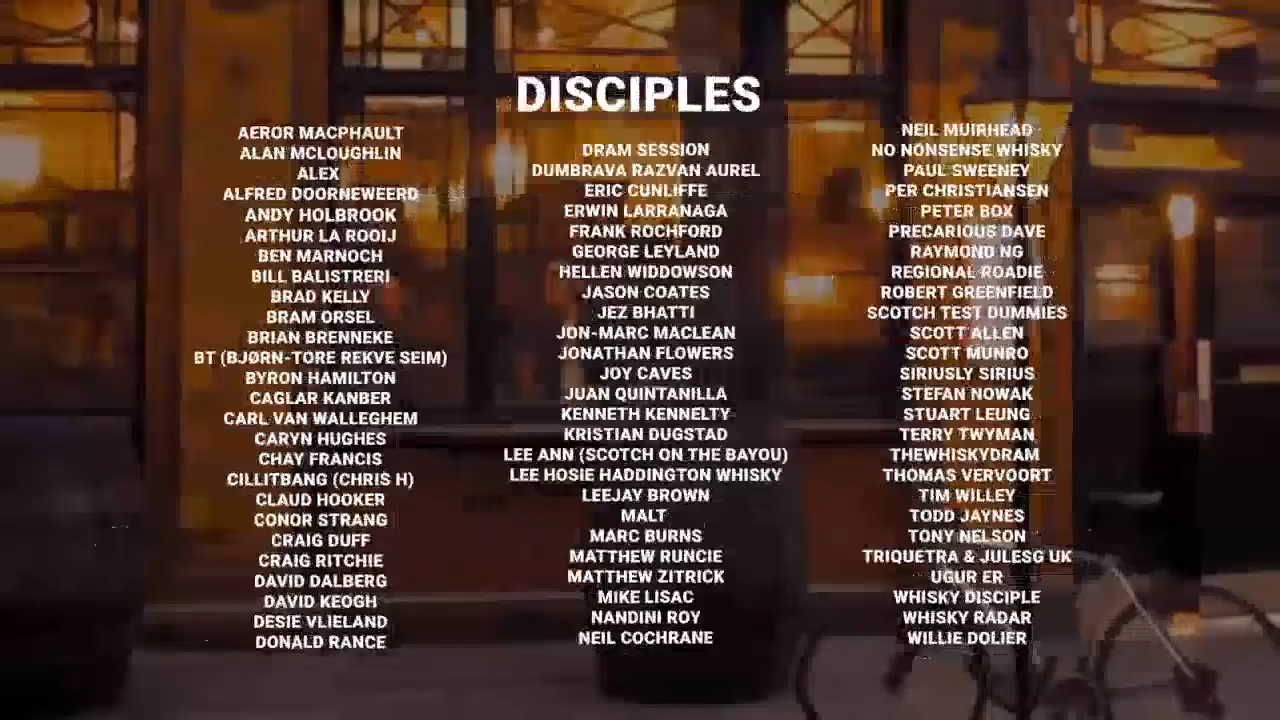 DISCIPLES
AEROR MACPHAULT
ALAN MCLOUGHLIN
ALEX
ALFRED DOORNEWEERD
ANDY HOLBROOK
ARTHUR LA ROOIJ
BEN MARNOCH
BILL BALISTRERI
BRAD KELLY
BRAM ORSEL
BRIAN BRENNEKE
BT (BJØRN-TORE REKVE SEIM)
BYRON HAMILTON
CAGLAR KANBER
CARL VAN WALLEGHEM
CARYN HUGHES
CHAY FRANCIS
CILLITBANG (CHRIS H)
CLAUD HOOKER
CONOR STRANG
CRAIG DUFF
CRAIG RITCHIE
DAVID DALBERG
DAVID KEOGH
DESIE VLIELAND
DONALD RANCE
DRAM SESSION
DUMBRAVA RAZVAN AUREL
ERIC CUNLIFFE
ERWIN LARRANAGA
FRANK ROCHFORD
GEORGE LEYLAND
HELLEN WIDDOWSON
JASON COATES
JEZ BHATTI
JON-MARC MACLEAN
JONATHAN FLOWERS
JOY CAVES
JUAN QUINTANILLA
KENNETH KENNELTY
KRISTIAN DUGSTAD
LEE ANN (SCOTCH ON THE BAYOU)
LEE HOSIE HADDINGTON WHISKY
LEEJAY BROWN
MALT
MARC BURNS
MATTHEW RUNCIE
MATTHEW ZITRICK
MIKE LISAC
NANDINI ROY
NEIL COCHRANE
NEIL MUIRHEAD
NO NONSENSE WHISKY
PAUL SWEENEY
PER CHRISTIANSEN
PETER BOX
PRECARIOUS DAVE
RAYMOND NG
REGIONAL ROADIE
ROBERT GREENFIELD
SCOTCH TEST DUMMIES
SCOTT ALLEN
SCOTT MUNRO
SIRIUSLY SIRIUS
STEFAN NOWAK
STUART LEUNG
TERRY TWYMAN
THEWHISKYDRAM
THOMAS VERVOORT
TIM WILLEY
TODD JAYNES
TONY NELSON
TRIQUETRA & JULESG UK
UGUR ER
WHISKY DISCIPLE
WHISKY RADAR
WILLIE DOLIER